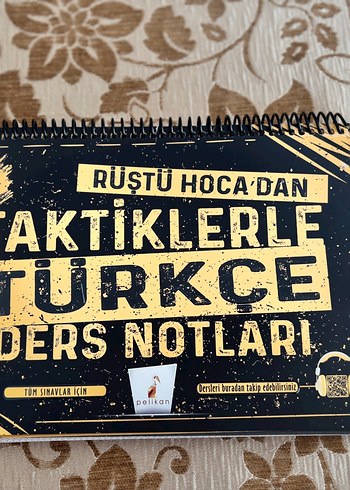 RÜŞTÜ HOCA'DAN
TAKTİKLERLE
TÜRKÇE
DERS NOTLARI
TÜM SINAVLAR İÇİN
pelikan
Dersleri buradan takip edebilirsiniz